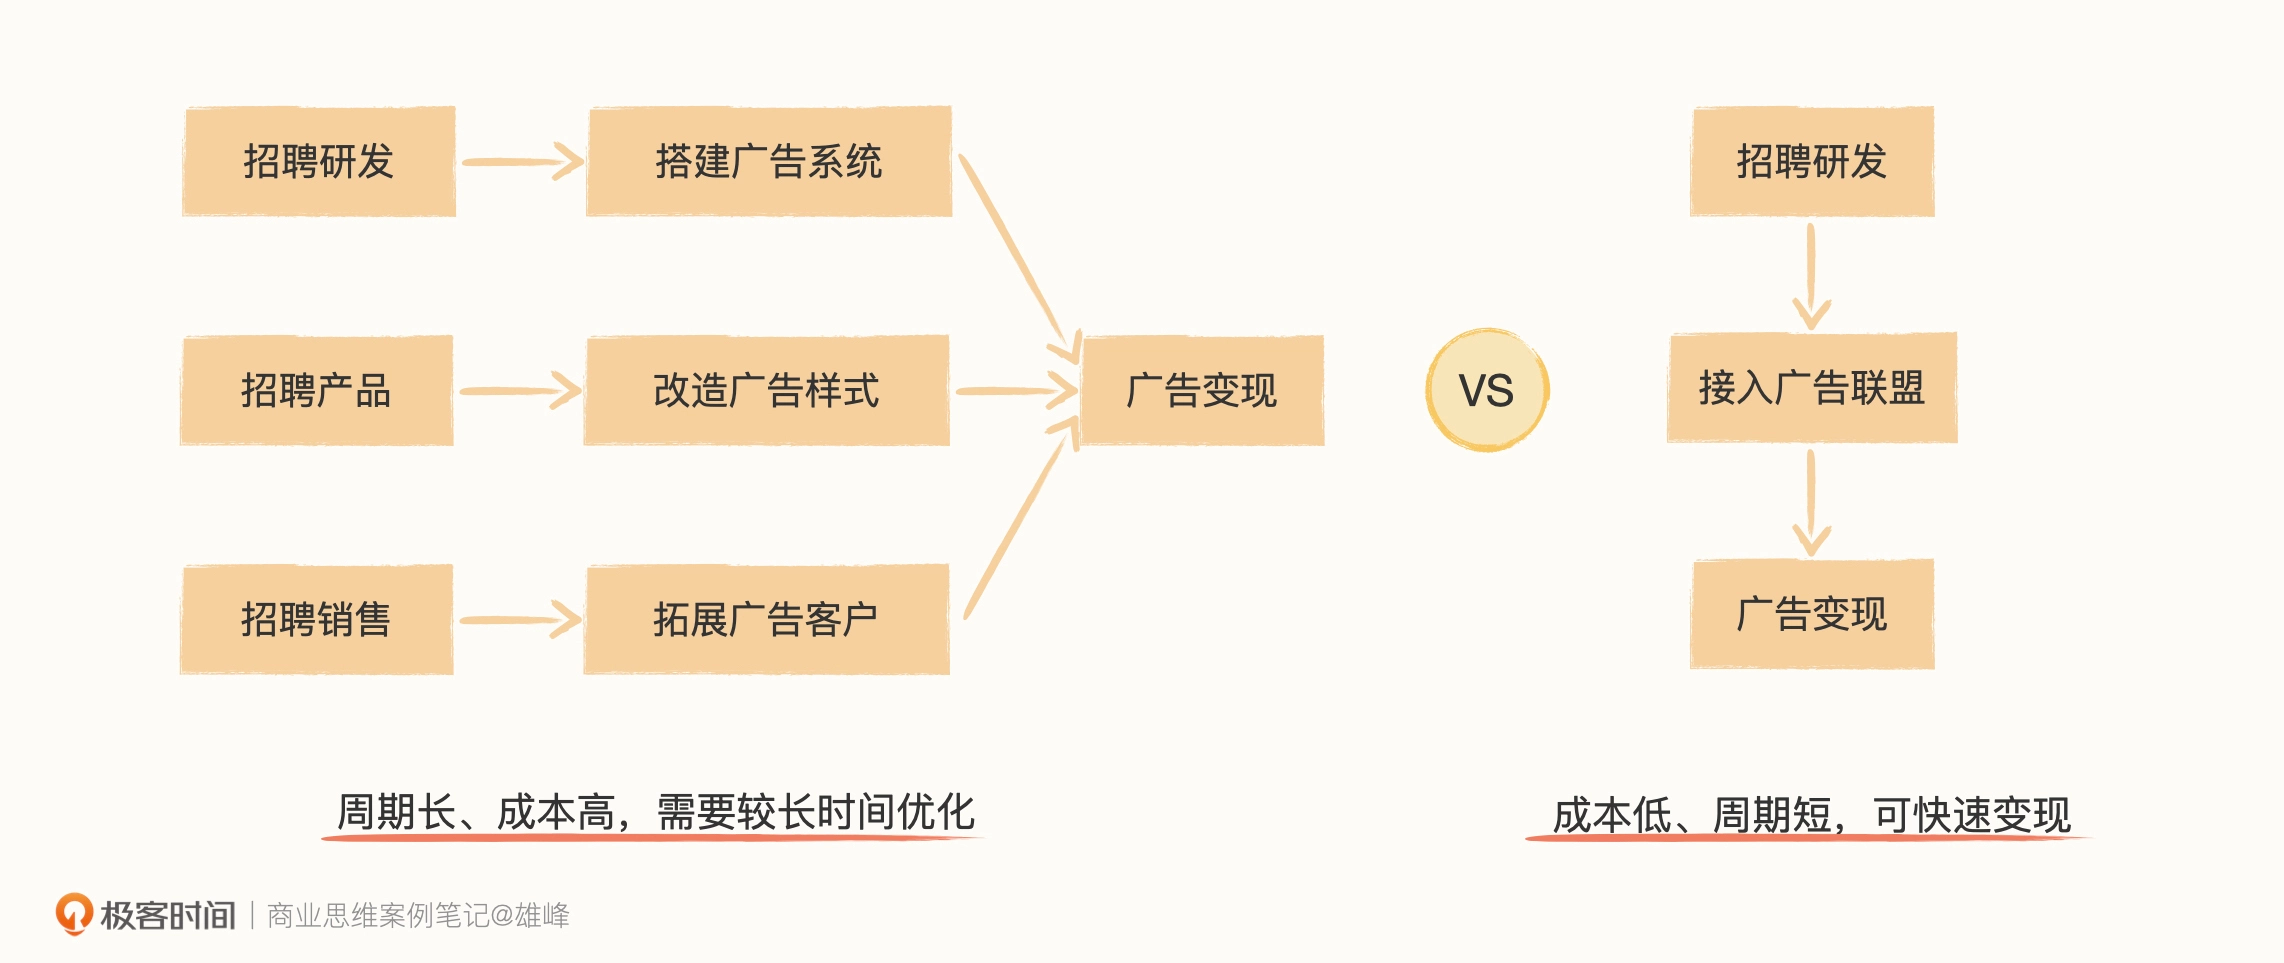 招聘研发
搭建广告系统
招聘产品
改造广告样式
广告变现
招聘销售
拓展广告客户
周期长、成本高，需要较长时间优化
VS
招聘研发
接入广告联盟
广告变现
成本低、周期短，可快速变现
极客时间 | 商业思维案例笔记@雄峰